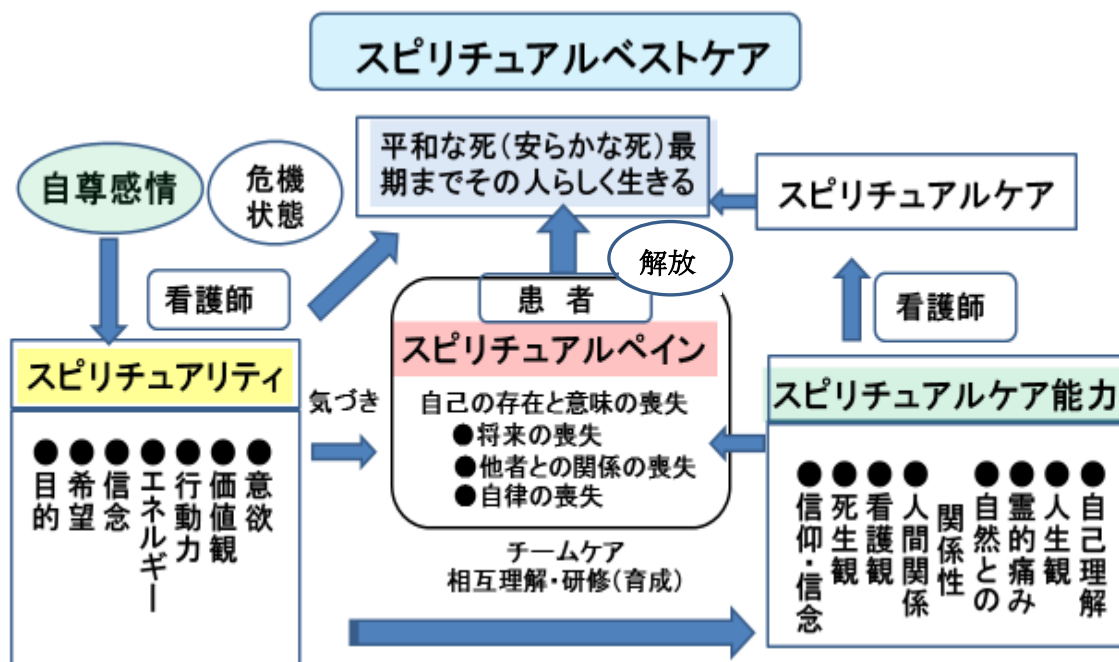 スピリチュアルベストケア
平和な死(安らかな死)最
期までその人らしく生きる
自尊感情
危機
状態
スピリチュアルケア
解放
看護師
患 者
看護師
スピリチュアリティ
スピリチュアルペイン
スピリチュアルケア能力
気づき
自己の存在と意味の喪失
●将来の喪失
●他者との関係の喪失
●自律の喪失
●意欲
●価値観
●行動力
●エネルギー
●信念
●希望
●目的
●自己理解
●人生観
●霊的痛み
●自然との
関係性
●人間関係
●看護観
●死生観
●信仰・信念
チームケア
相互理解・研修(育成)